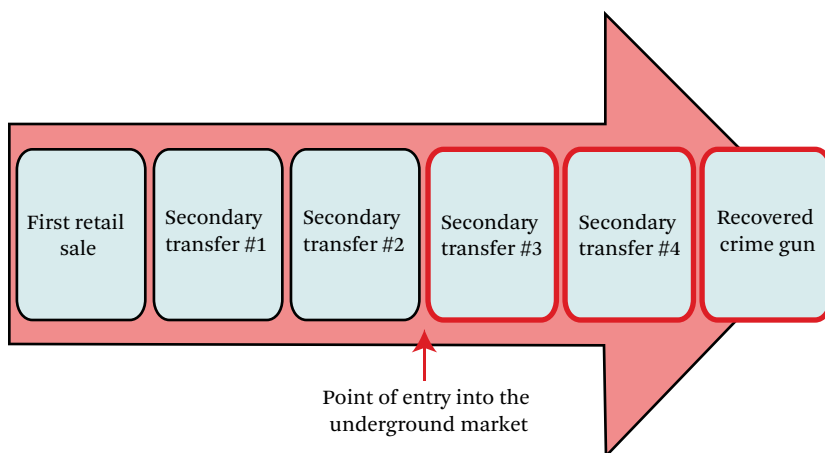 First retail
sale
Secondary
transfer #1
Secondary
transfer #2
Secondary
transfer #3
Secondary
transfer #4
Recovered
crime gun
Point of entry into the
underground market